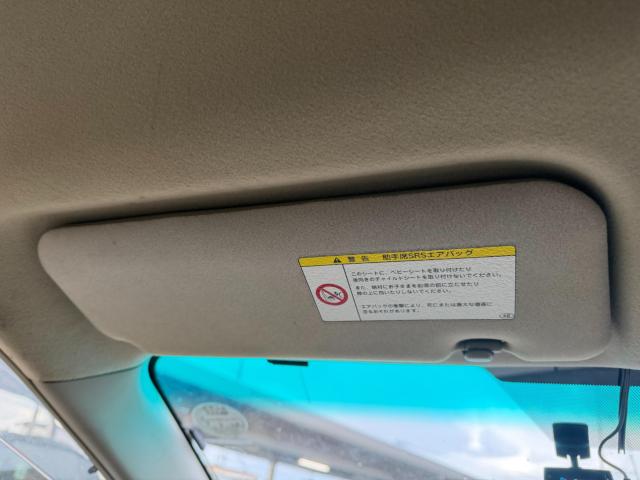 警 告 助手席SRSエアバッグ
このシートに、ベビーシートを取り付けたり
後向きのチャイルドシートを取り付けないでください。
また、絶対にお子さまを助手席の前に立たせたり
膝の上に抱いたりしないでください。
エアバッグの衝撃により、死亡または重大な傷害に
至るおそれがあります。